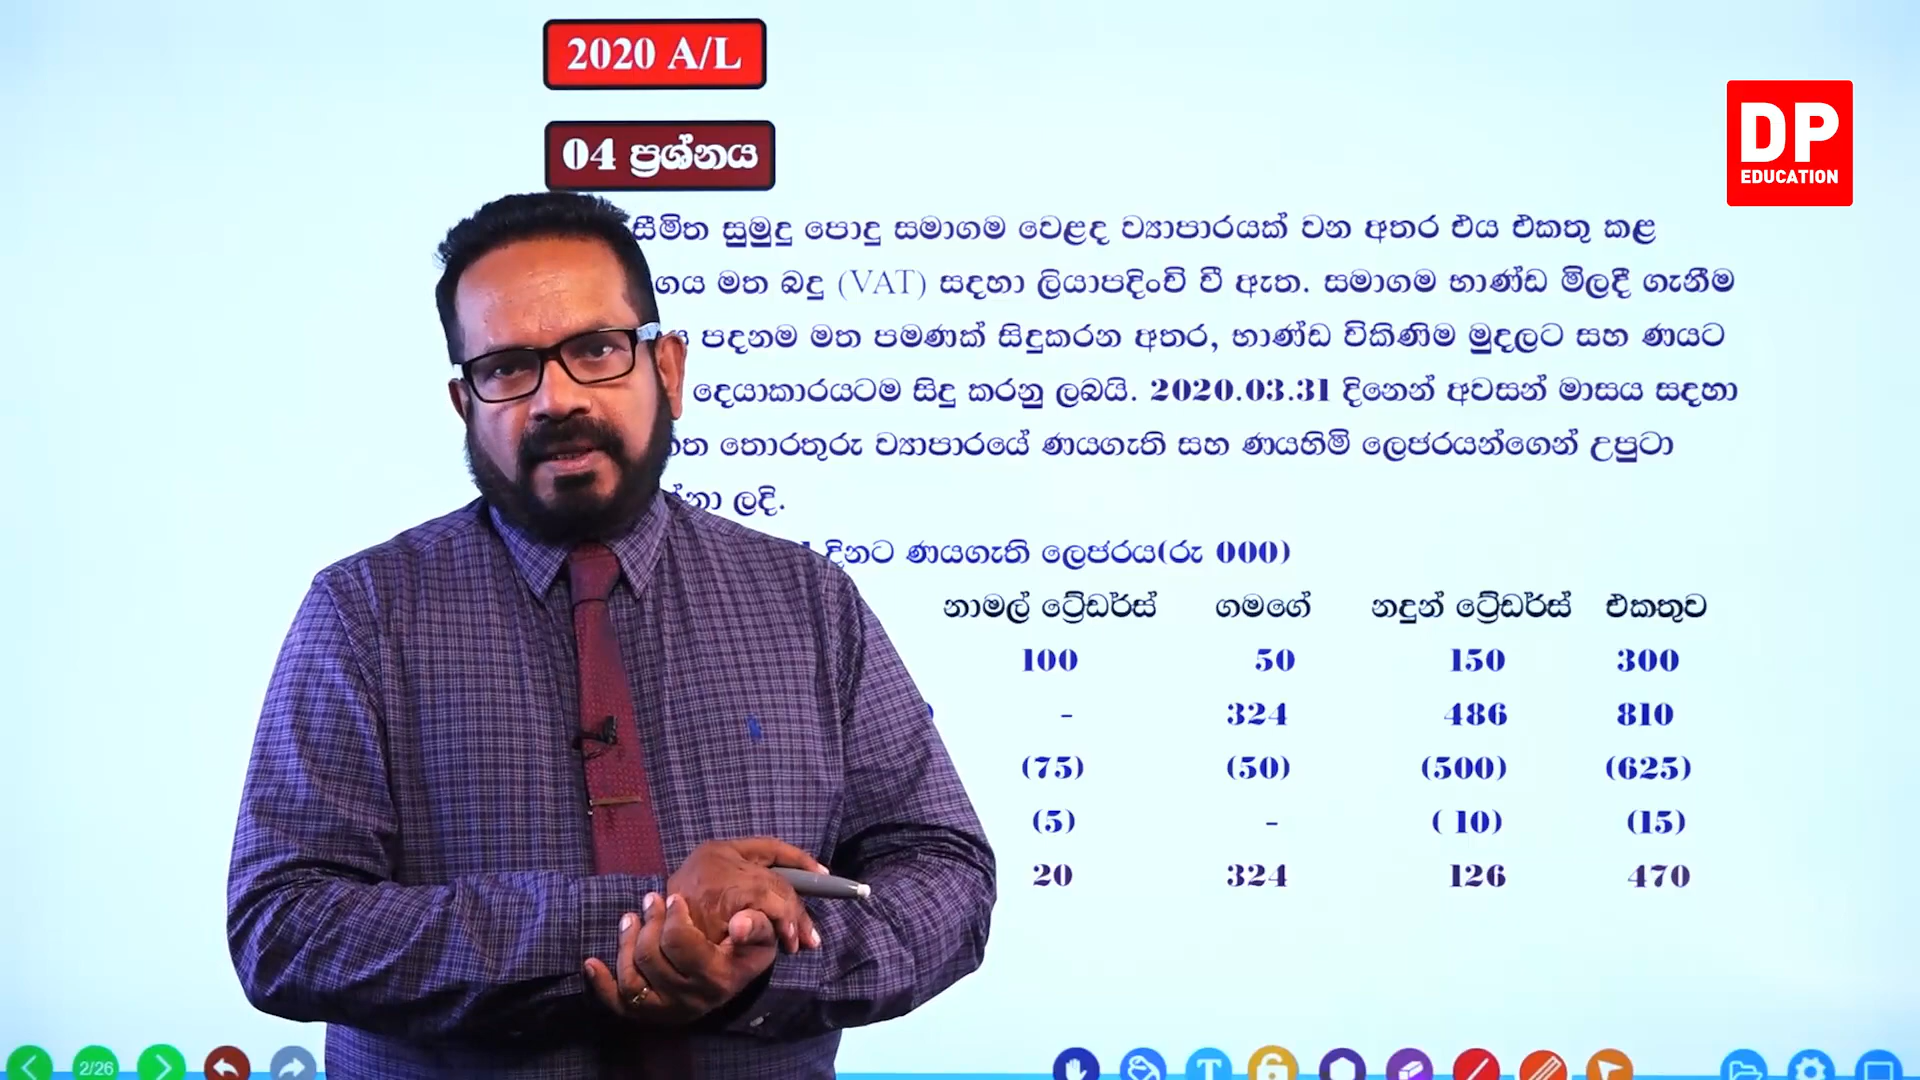 2020 A/L
DP
EDUCATION
04 ප්‍රශ්නය
සීමිත සුමුදු පොදු සමාගම වෙළඳ ව්‍යාපාරයක් වන අතර එය එකතු කළ
මත බදු (VAT) සඳහා ලියාපදිංචි වී ඇත. සමාගම භාණ්ඩ මිලදී ගැනීම
පදනම මත පමණක් සිදුකරන අතර, භාණ්ඩ විකිණිම මුදලට සහ ණයට
දෙයාකාරයටම සිදු කරනු ලබයි. 2020.03.31 දිනෙන් අවසන් මාසය සඳහා
තොරතුරු ව්‍යාපාරයේ ණයගැති සහ ණයහිමි ලෙජරයන්ගෙන් උපුටා
ලදි.
දිනට ණයගැති ලෙජරය(රු 000)
නාමල් ට්‍රේඩර්ස් ගමගේ නදුන් ට්‍රේඩර්ස් එකතුව
100 50 150 300
- 324 486 810
(75) (50) (500) (625)
(5) - ( 10) (15)
20 324 126 470
2/26